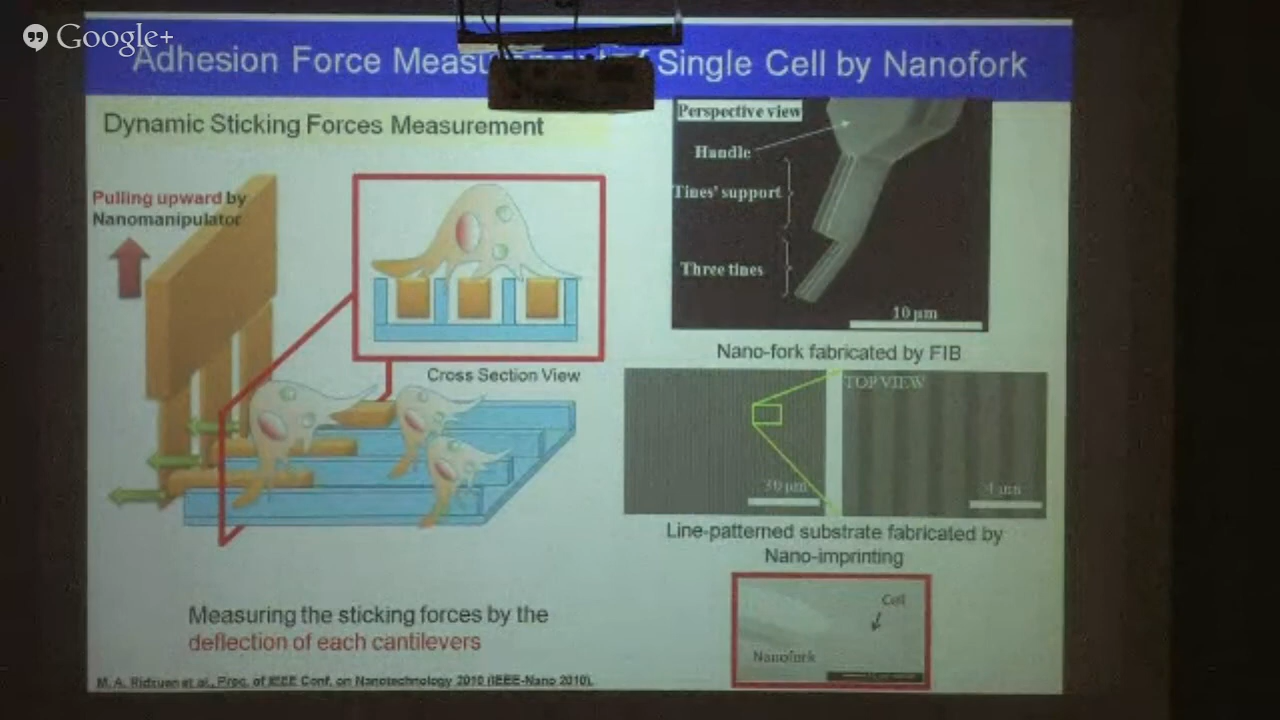 Google+
Adhesion Force Measurement of Single Cell by Nanofork
Dynamic Sticking Forces Measurement
Pulling upward by
Nanomanipulator
Cross Section View
Measuring the sticking forces by the
deflection of each cantilevers
M. A. Ridzuan et al., Proc. of IEEE Conf. on Nanotechnology 2010 (IEEE-Nano 2010).
Perspective view
Handle
Tines' support
Three tines
10 μm
Nano-fork fabricated by FIB
TOP VIEW
30 μm
4 μm
Line-patterned substrate fabricated by
Nano-imprinting
Cell
Nanofork